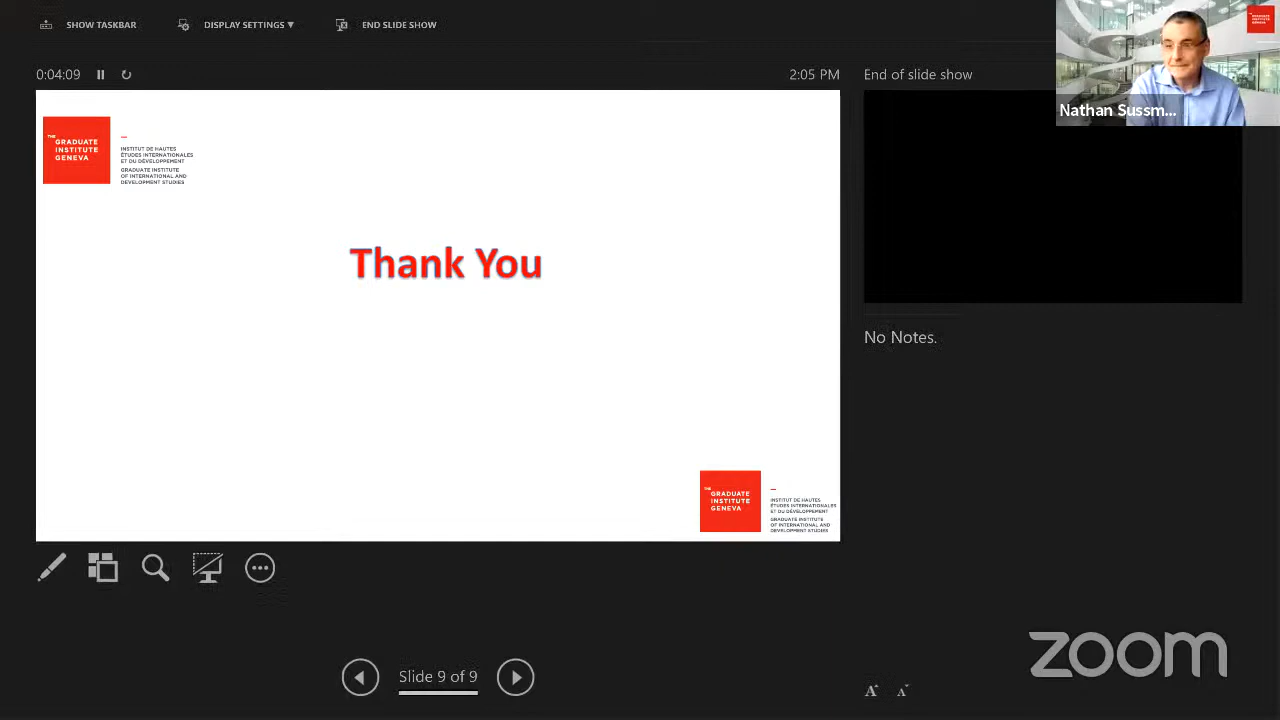 SHOW TASKBAR
DISPLAY SETTINGS ▼
END SLIDE SHOW
0:04:09
2:05 PM
End of slide show
Nathan Sussm...
THE
GRADUATE
INSTITUTE
GENEVA
INSTITUT DE HAUTES
ÉTUDES INTERNATIONALES
ET DU DÉVELOPPEMENT
GRADUATE INSTITUTE
OF INTERNATIONAL AND
DEVELOPMENT STUDIES
Thank You
No Notes.
THE
GRADUATE
INSTITUTE
GENEVA
INSTITUT DE HAUTES
ÉTUDES INTERNATIONALES
ET DU DÉVELOPPEMENT
GRADUATE INSTITUTE
OF INTERNATIONAL AND
DEVELOPMENT STUDIES
Slide 9 of 9
A A
zoom